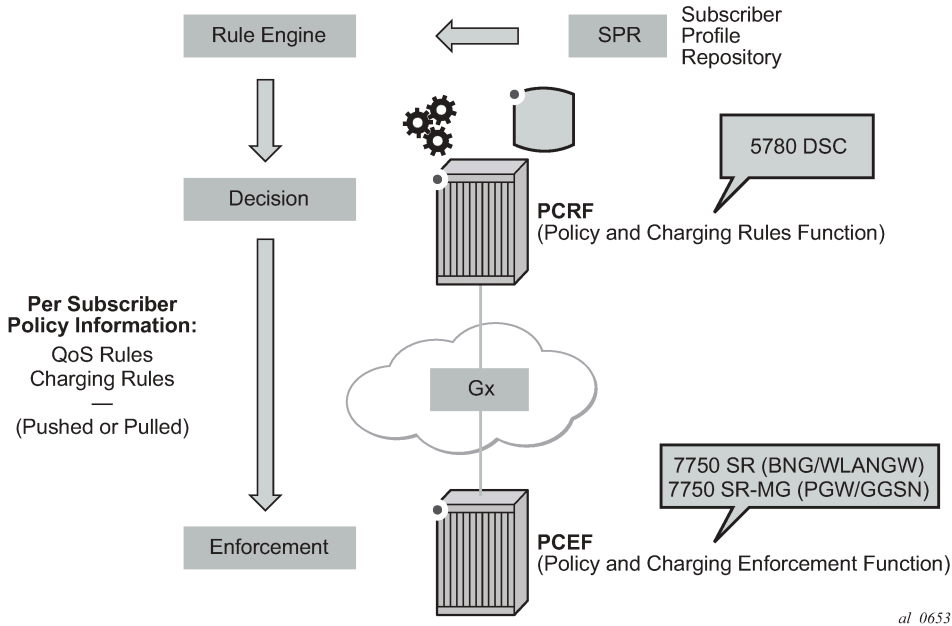 Rule Engine
SPR
Subscriber
Profile
Repository
5780 DSC
Decision
PCRF
(Policy and Charging Rules Function)
Per Subscriber
Policy Information:
QoS Rules
Charging Rules
—
(Pushed or Pulled)
Gx
7750 SR (BNG/WLANGW)
7750 SR-MG (PGW/GGSN)
Enforcement
PCEF
(Policy and Charging Enforcement Function)
al_0653